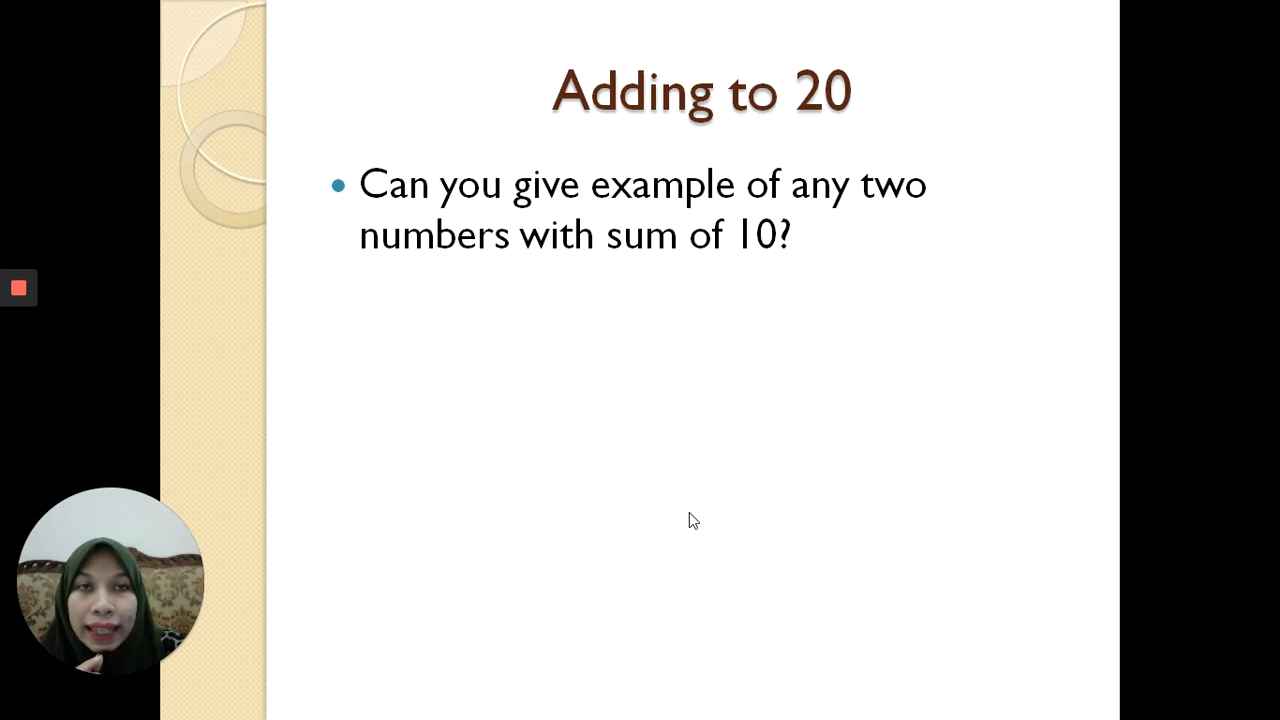 Adding to 20
Can you give example of any two
numbers with sum of 10?